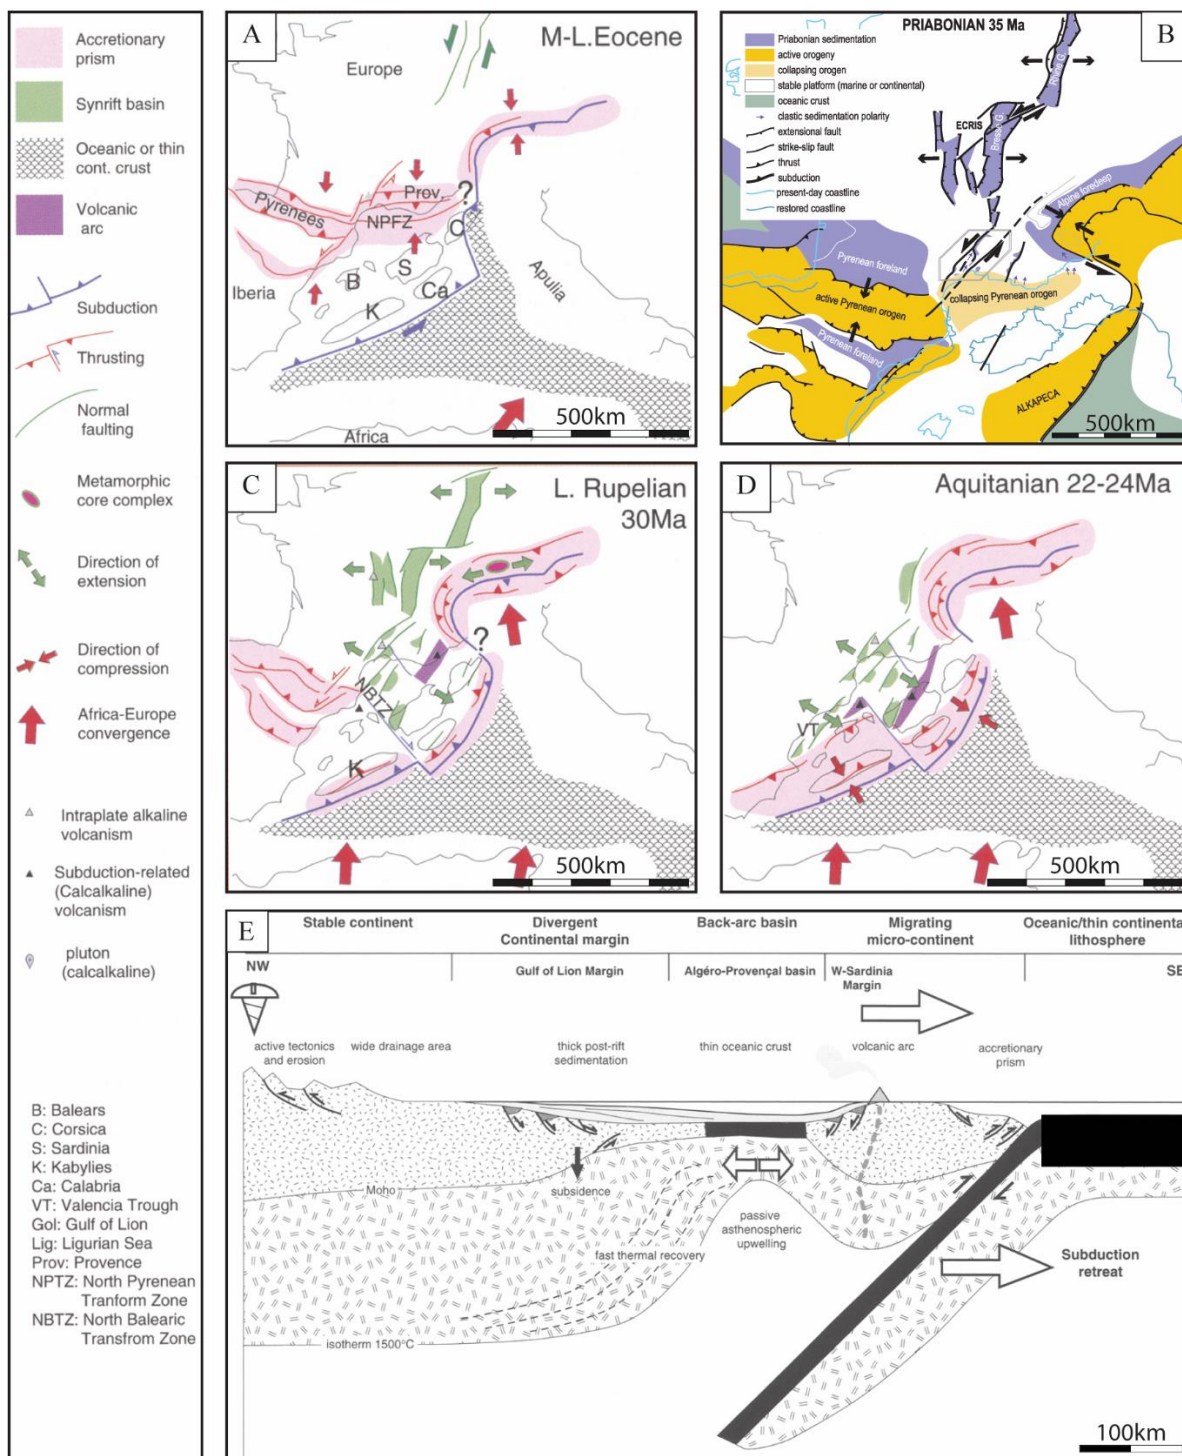 Accretionary
prism
Synrift basin
Oceanic or thin
cont. crust
Volcanic
arc
Subduction
Thrusting
Normal
faulting
Metamorphic
core complex
Direction of
extension
Direction of
compression
Africa-Europe
convergence
Intraplate alkaline
volcanism
Subduction-related
(Calcalkaline)
volcanism
pluton
(calcalkaline)
B: Balears
C: Corsica
S: Sardinia
K: Kabylies
Ca: Calabria
VT: Valencia Trough
Gol: Gulf of Lion
Lig: Ligurian Sea
Prov: Provence
NPTZ: North Pyrenean
Tranform Zone
NBTZ: North Balearic
Transfrom Zone
A
M-L.Eocene
Europe
Pyrenees
Prov.
?
NPFZ
C
S
B
Ca
K
Iberia
Apulia
Africa
500km
B
PRIABONIAN 35 Ma
Priabonian sedimentation
active orogeny
collapsing orogen
stable platform (marine or continental)
oceanic crust
clastic sedimentation polarity
extensional fault
strike-slip fault
thrust
subduction
present-day coastline
restored coastline
Rhine G.
ECRIS
Bresse G.
Alpine foredeep
Pyrenean foreland
collapsing Pyrenean orogen
active Pyrenean orogen
Pyrenean foreland
ALKAPECA
500km
C
L. Rupelian
30Ma
?
NBTZ
K
500km
D
Aquitanian 22-24Ma
VT
500km
E
Stable continent
Divergent
Continental margin
Back-arc basin
Migrating
micro-continent
Oceanic/thin continenta
lithosphere
NW
Gulf of Lion Margin
Algéro-Provençal basin
W-Sardinia
Margin
SE
active tectonics
and erosion
wide drainage area
thick post-rift
sedimentation
thin oceanic crust
volcanic arc
accretionary
prism
Moho
subsidence
passive
asthenospheric
upwelling
fast thermal recovery
Subduction
retreat
isotherm 1500°C
100km